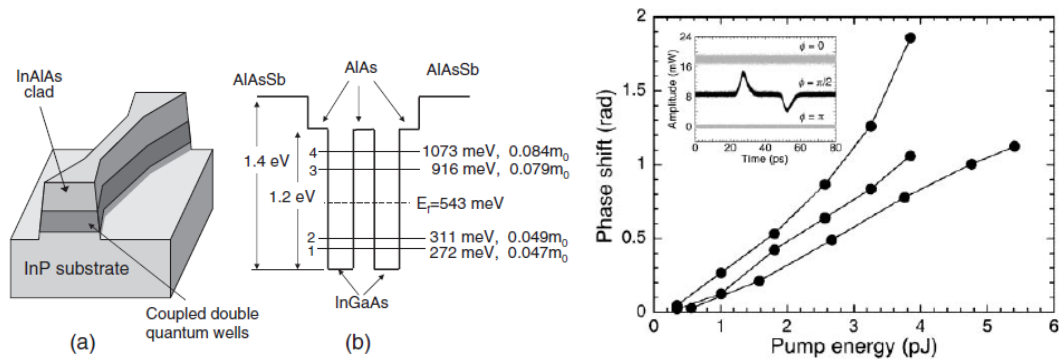 InAlAs
clad
InP substrate
Coupled double
quantum wells
(a)
AlAsSb
AlAs
AlAsSb
1.4 eV
1.2 eV
4
1073 meV, 0.084m0
3
916 meV, 0.079m0
Ef=543 meV
2
311 meV, 0.049m0
1
272 meV, 0.047m0
InGaAs
(b)
Phase shift (rad)
2
1.5
1
0.5
0
0 1 2 3 4 5 6
Pump energy (pJ)
Amplitude (mW)
24
16
8
0
0 20 40 60 80
Time (ps)
ϕ = 0
ϕ = π/2
ϕ = π